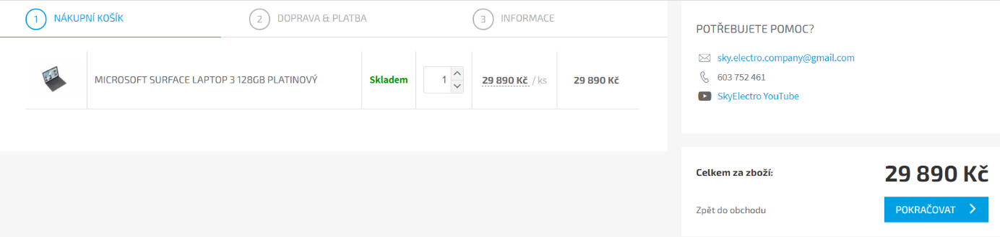 1 NÁKUPNÍ KOŠÍK 2 DOPRAVA & PLATBA 3 INFORMACE
MICROSOFT SURFACE LAPTOP 3 128GB PLATINOVÝ Skladem 1 29 890 Kč / ks 29 890 Kč
POTŘEBUJETE POMOC?
sky.electro.company@gmail.com
603 752 461
SkyElectro YouTube
Celkem za zboží: 29 890 Kč
Zpět do obchodu POKRAČOVAT